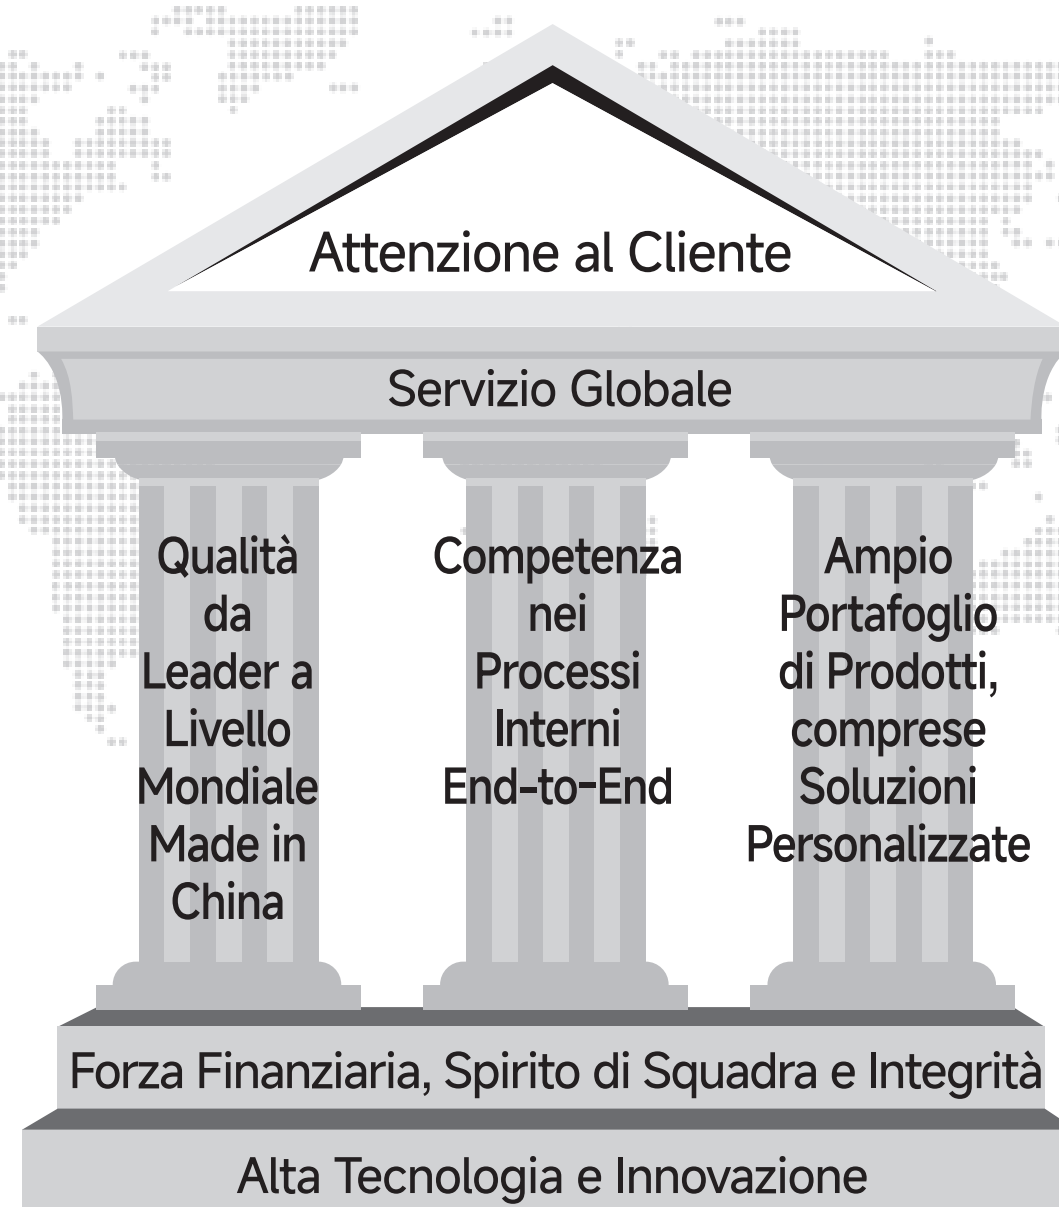 Attenzione al Cliente
Servizio Globale
Qualità
da
Leader a
Livello
Mondiale
Made in
China
Competenza
nei
Processi
Interni
End-to-End
Ampio
Portafoglio
di Prodotti,
comprese
Soluzioni
Personalizzate
Forza Finanziaria, Spirito di Squadra e Integrità
Alta Tecnologia e Innovazione